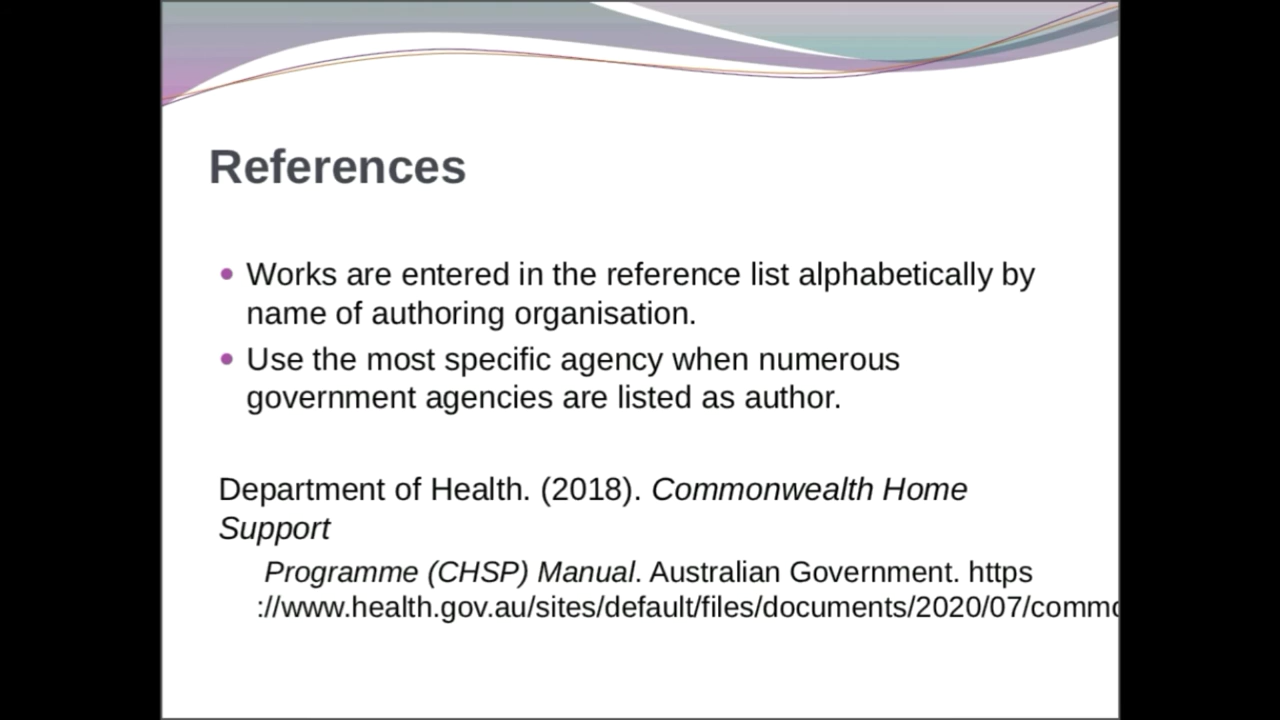 References
Works are entered in the reference list alphabetically by
name of authoring organisation.
Use the most specific agency when numerous
government agencies are listed as author.
Department of Health. (2018). Commonwealth Home
Support
Programme (CHSP) Manual. Australian Government. https
://www.health.gov.au/sites/default/files/documents/2020/07/commo